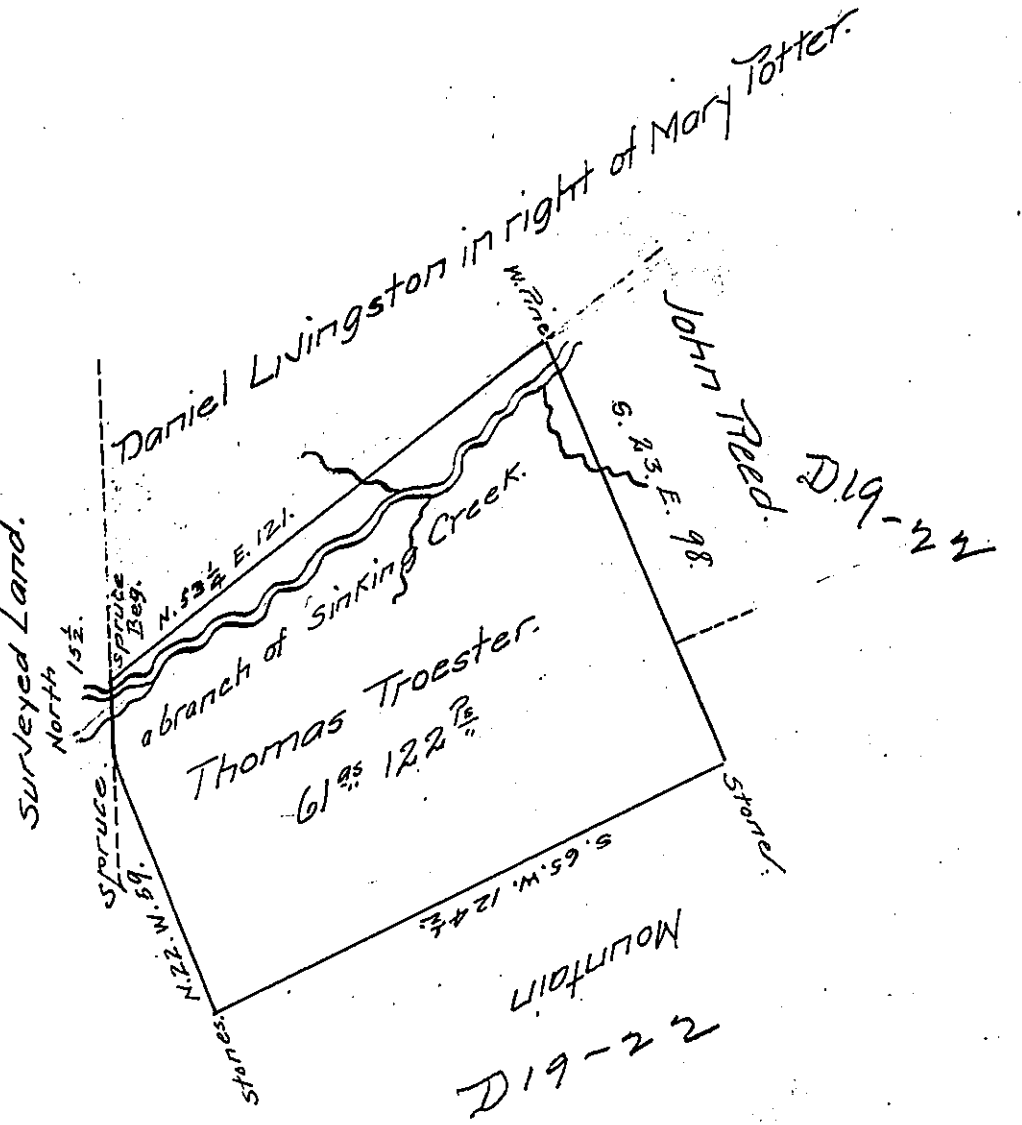 Daniel Livingston in right of Mary Potter.
W. Pine
John Reed.
D19-22
S. 23. E. 98.
Surveyed Land.
North 15½.
Spruce Beg.
N. 53¼ E. 121.
a branch of Sinking Creek.
Thomas Troester.
61 as 122 Ps
Spruce.
N. 22. W. 59.
Stones.
S. 65. W. 124½.
Stones.
Mountain
D19-22